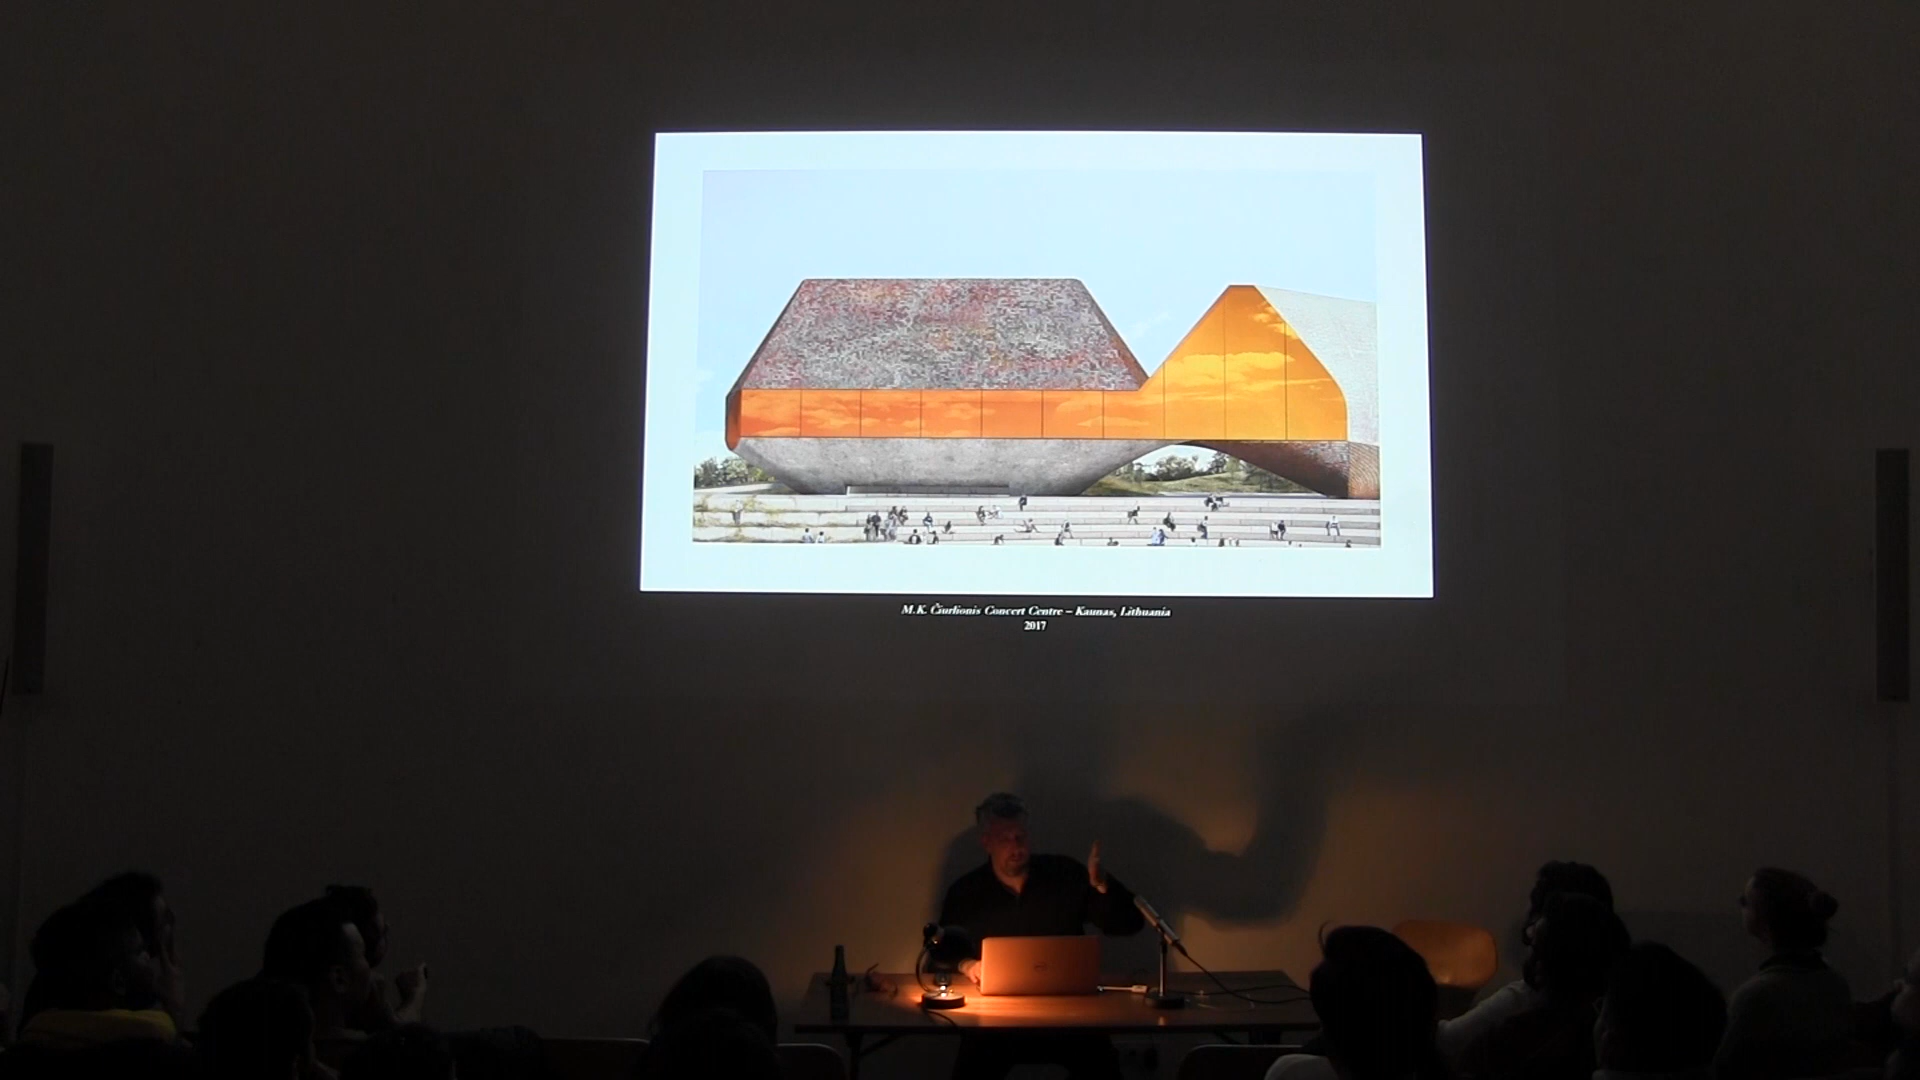 M.K. Čiurlionis Concert Centre – Kaunas, Lithuania
2017